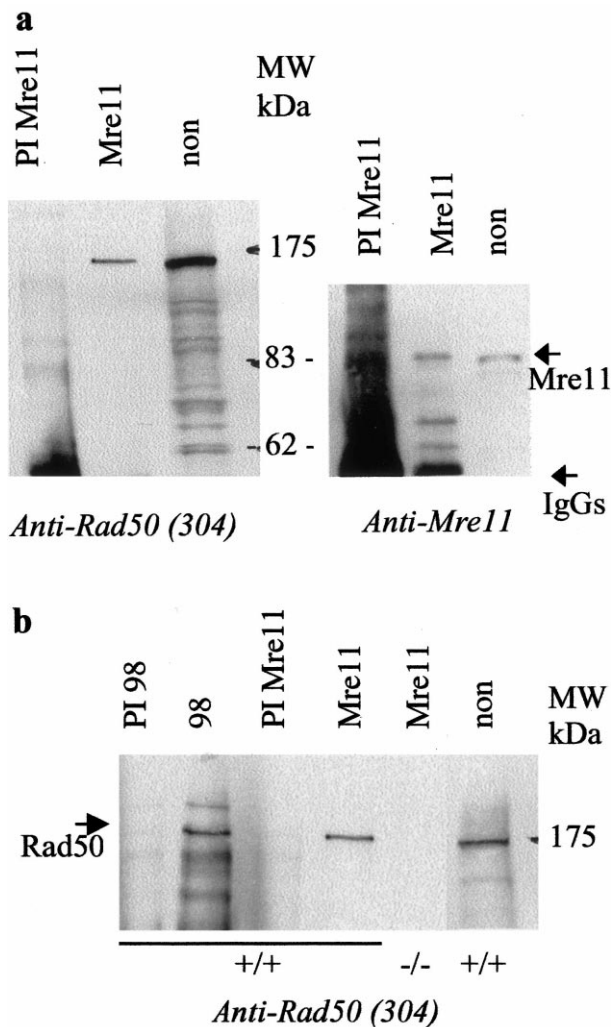 a
PI Mre11
Mre11
non
MW
kDa
175
83 -
62 -
Anti-Rad50 (304)
PI Mre11
Mre11
non
Mre11
IgGs
Anti-Mre11
b
PI 98
98
PI Mre11
Mre11
Mre11
non
MW
kDa
Rad50
175
+/+ -/- +/+
Anti-Rad50 (304)